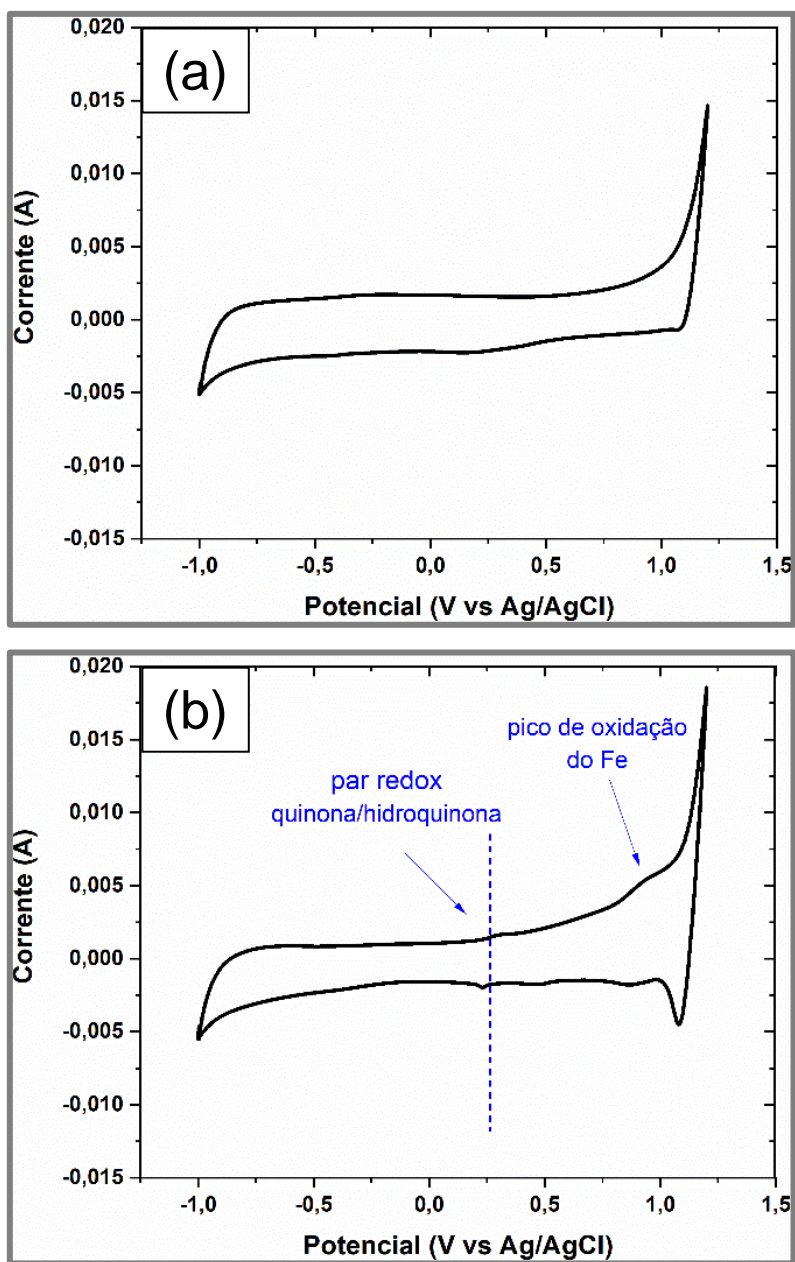 (a)
0,020
0,015
0,010
0,005
0,000
-0,005
-0,010
-0,015
Corrente (A)
-1,0 -0,5 0,0 0,5 1,0 1,5
Potencial (V vs Ag/AgCl)
(b)
0,020
0,015
0,010
0,005
0,000
-0,005
-0,010
-0,015
Corrente (A)
pico de oxidação
do Fe
par redox
quinona/hidroquinona
-1,0 -0,5 0,0 0,5 1,0 1,5
Potencial (V vs Ag/AgCl)